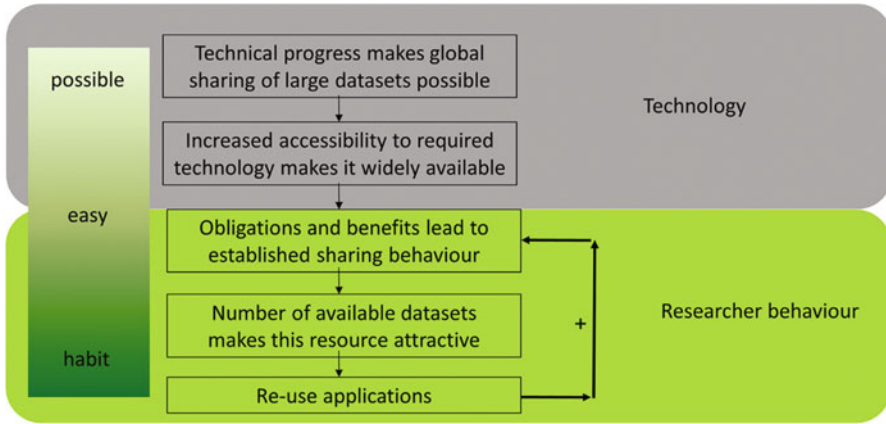 possible
Technical progress makes global
sharing of large datasets possible
Technology
Increased accessibility to required
technology makes it widely available
easy
Obligations and benefits lead to
established sharing behaviour
Number of available datasets
makes this resource attractive
+
Researcher behaviour
habit
Re-use applications